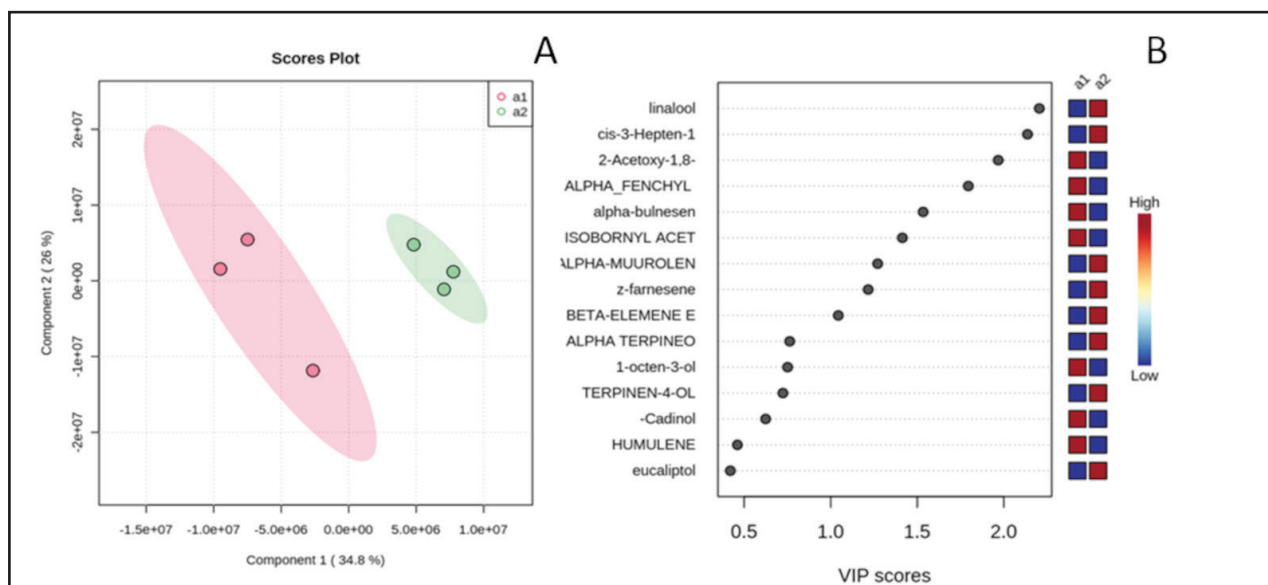 A
Scores Plot
a1
a2
2e+07
1e+07
0e+00
-1e+07
-2e+07
Component 2 ( 26 %)
-1.5e+07 -1.0e+07 -5.0e+06 0.0e+00 5.0e+06 1.0e+07
Component 1 ( 34.8 %)
B
a1 a2
linalool
cis-3-Hepten-1
2-Acetoxy-1,8-
ALPHA_FENCHYL
alpha-bulnesen
ISOBORNYL ACET
ALPHA-MUUROLEN
z-farnesene
BETA-ELEMENE E
ALPHA TERPINEO
1-octen-3-ol
TERPINEN-4-OL
-Cadinol
HUMULENE
eucaliptol
0.5 1.0 1.5 2.0
VIP scores
High
Low